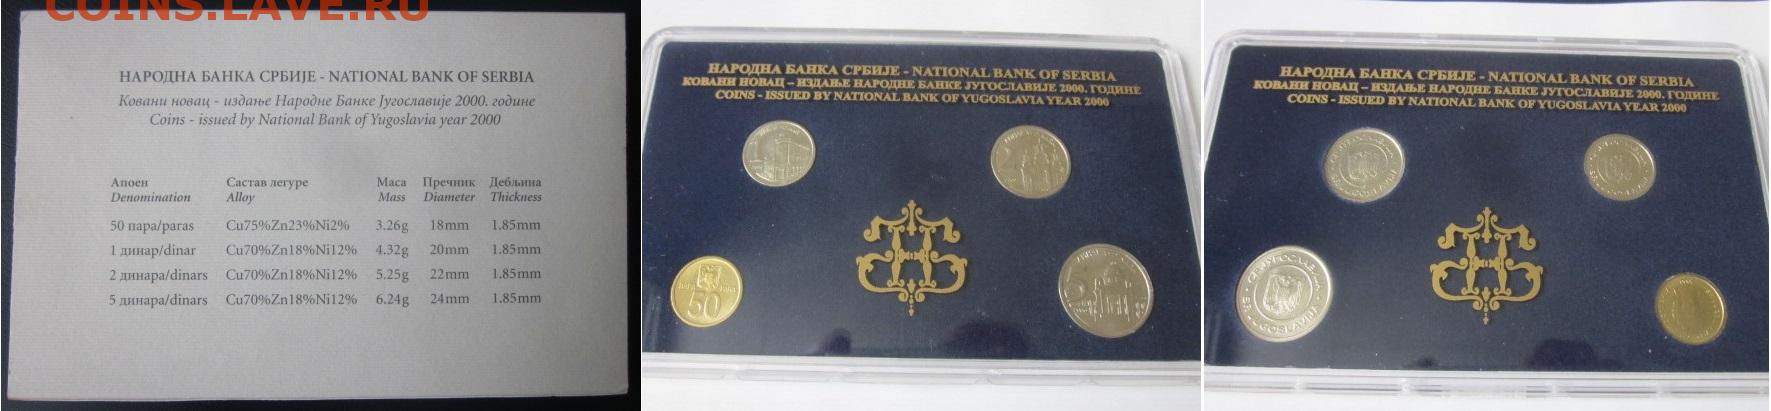 COINS.LAVE.RU
НАРОДНА БАНКА СРБИЈЕ - NATIONAL BANK OF SERBIA
Ковани новац - издање Народне Банке Југославије 2000. године
Coins - issued by National Bank of Yugoslavia year 2000
Апоен Састав легуре Маса Пречник Дебљина
Denomination Alloy Mass Diameter Thickness
50 пара/paras Cu75%Zn23%Ni2% 3.26g 18mm 1.85mm
1 динар/dinar Cu70%Zn18%Ni12% 4.32g 20mm 1.85mm
2 динара/dinars Cu70%Zn18%Ni12% 5.25g 22mm 1.85mm
5 динара/dinars Cu70%Zn18%Ni12% 6.24g 24mm 1.85mm
НАРОДНА БАНКА СРБИЈЕ - NATIONAL BANK OF SERBIA
КОВАНИ НОВАЦ – ИЗДАЊЕ НАРОДНЕ БАНКЕ ЈУГОСЛАВИЈЕ 2000. ГОДИНЕ
COINS - ISSUED BY NATIONAL BANK OF YUGOSLAVIA YEAR 2000
50
НАРОДНА БАНКА СРБИЈЕ - NATIONAL BANK OF SERBIA
КОВАНИ НОВАЦ – ИЗДАЊЕ НАРОДНЕ БАНКЕ ЈУГОСЛАВИЈЕ 2000. ГОДИНЕ
COINS - ISSUED BY NATIONAL BANK OF YUGOSLAVIA YEAR 2000